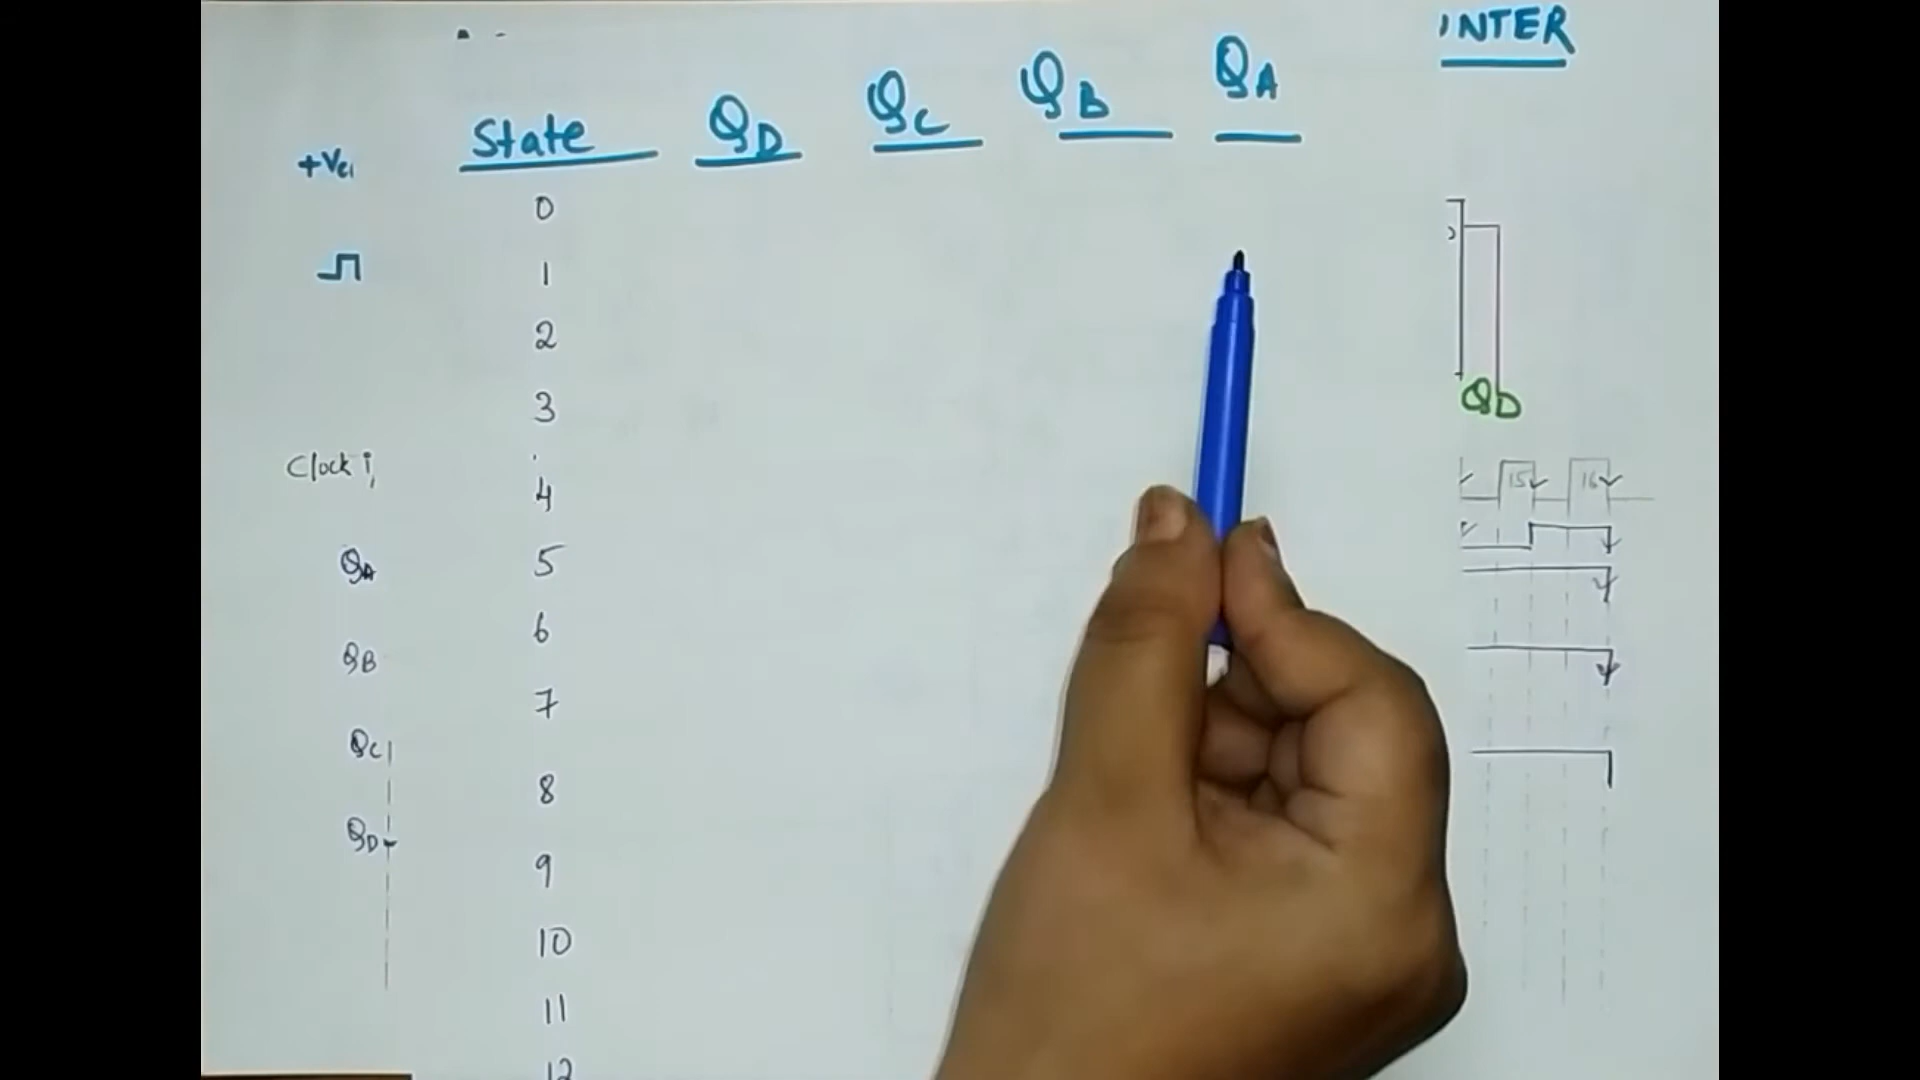 INTER
State QD QC QB QA
+Vcc
0
1
2
3
QD
Clock i
4
15 16
QA 5
6
QB
7
QC
8
QD
9
10
11
12